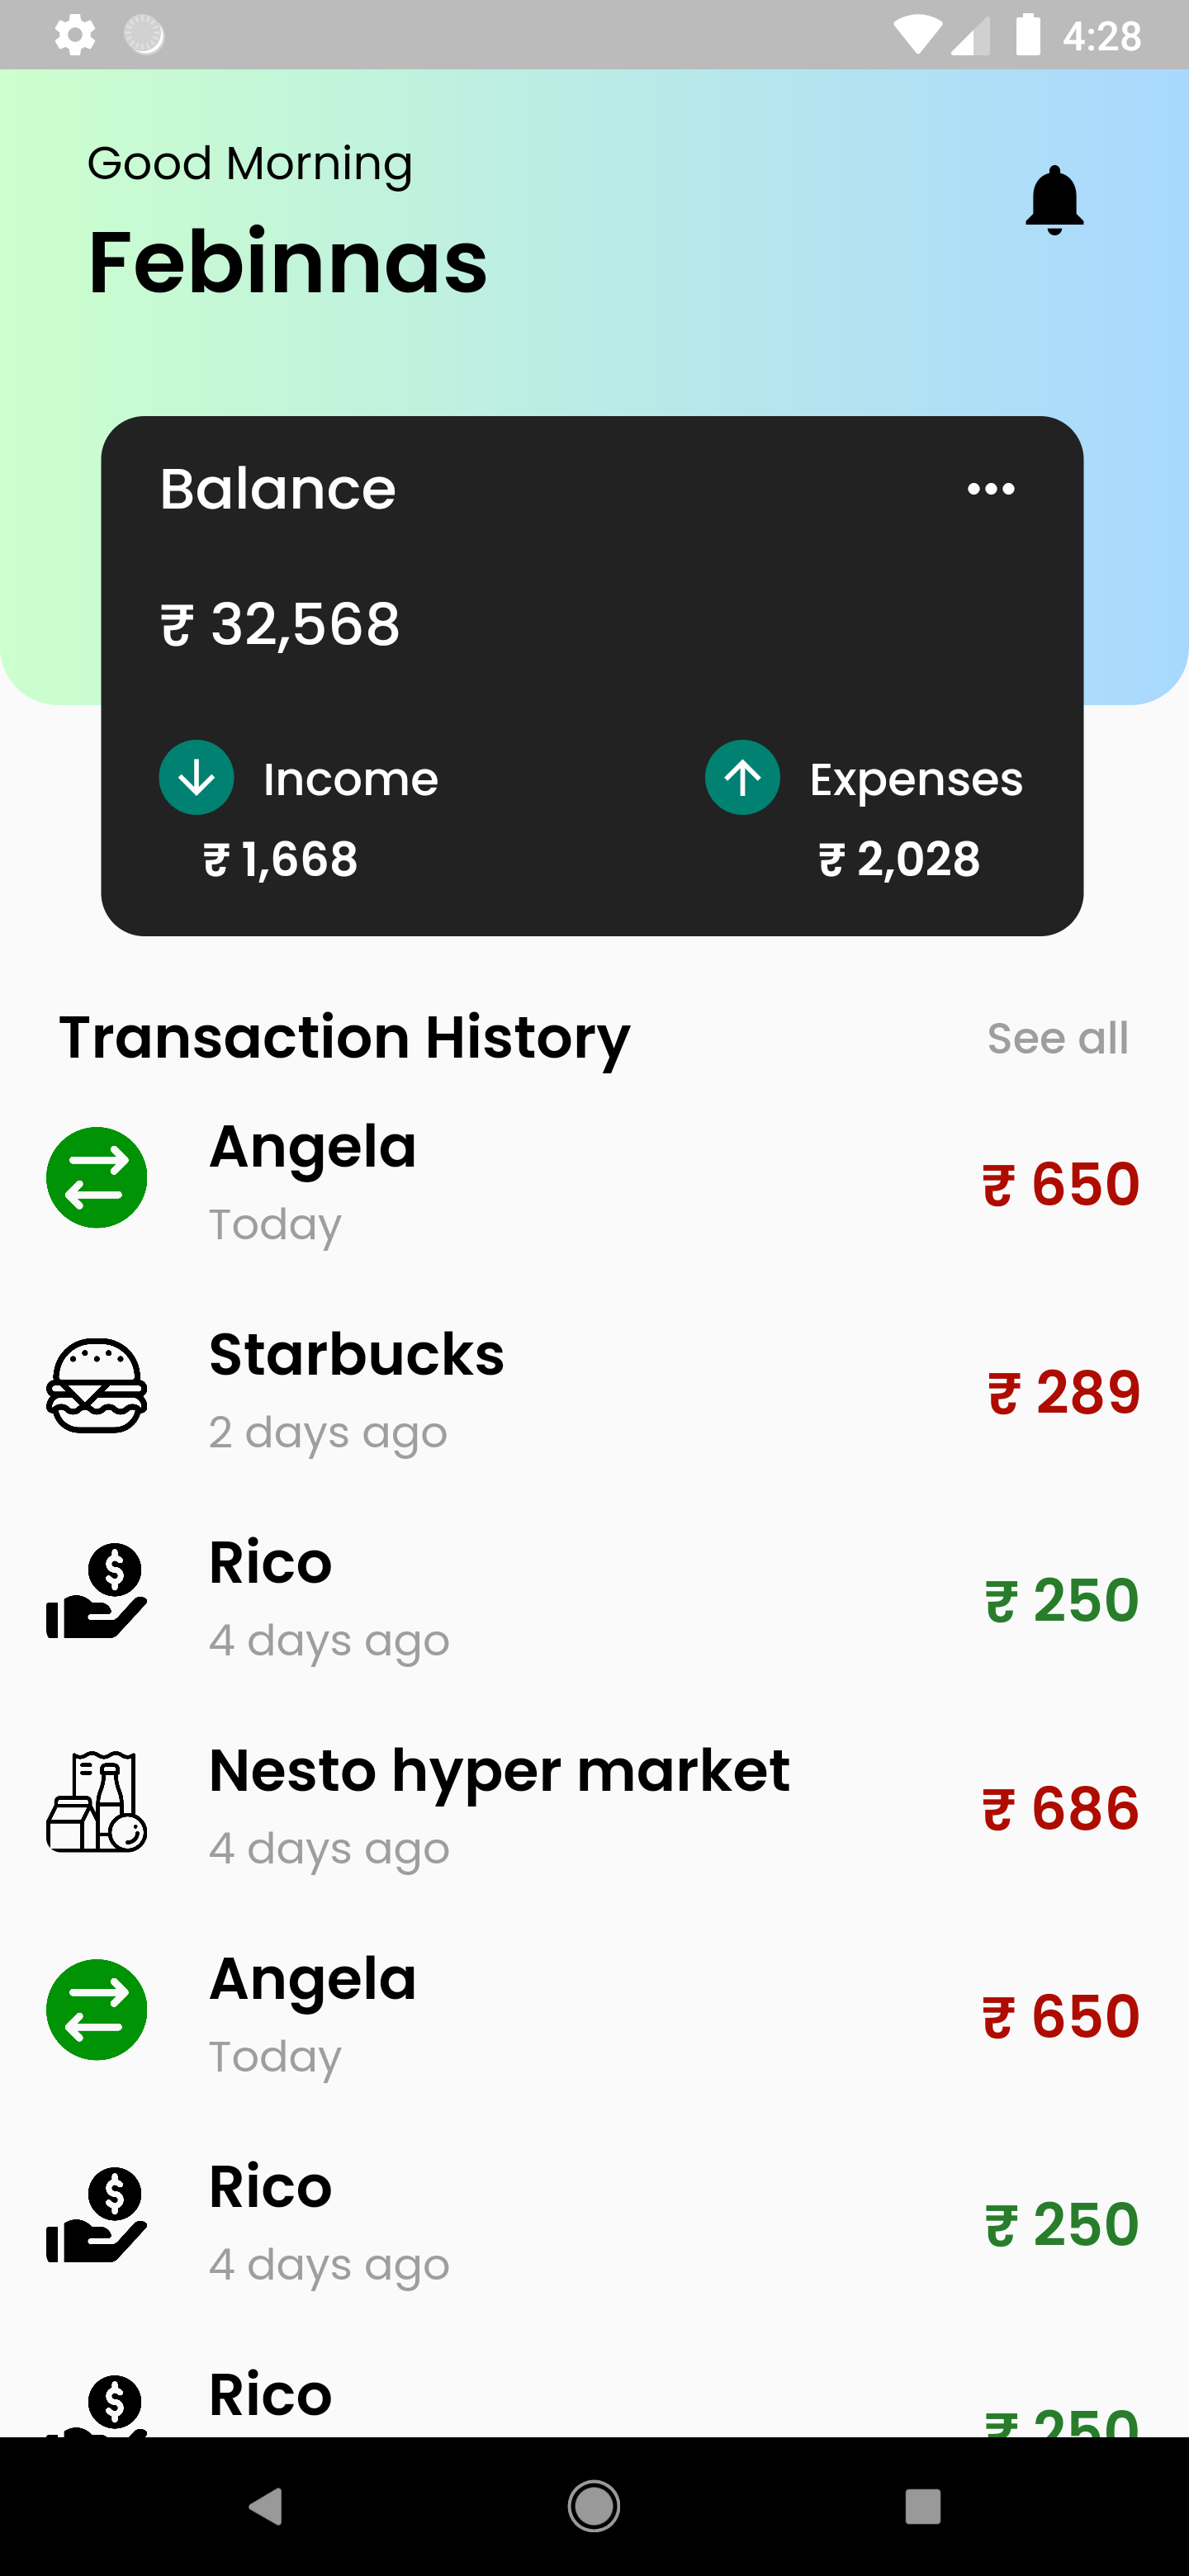 4:28
Good Morning
Febinnas
Balance
₹ 32,568
Income
Expenses
₹ 1,668
₹ 2,028
Transaction History
See all
Angela
₹ 650
Today
Starbucks
₹ 289
2 days ago
Rico
₹ 250
4 days ago
Nesto hyper market
₹ 686
4 days ago
Angela
₹ 650
Today
Rico
₹ 250
4 days ago
Rico
₹ 250